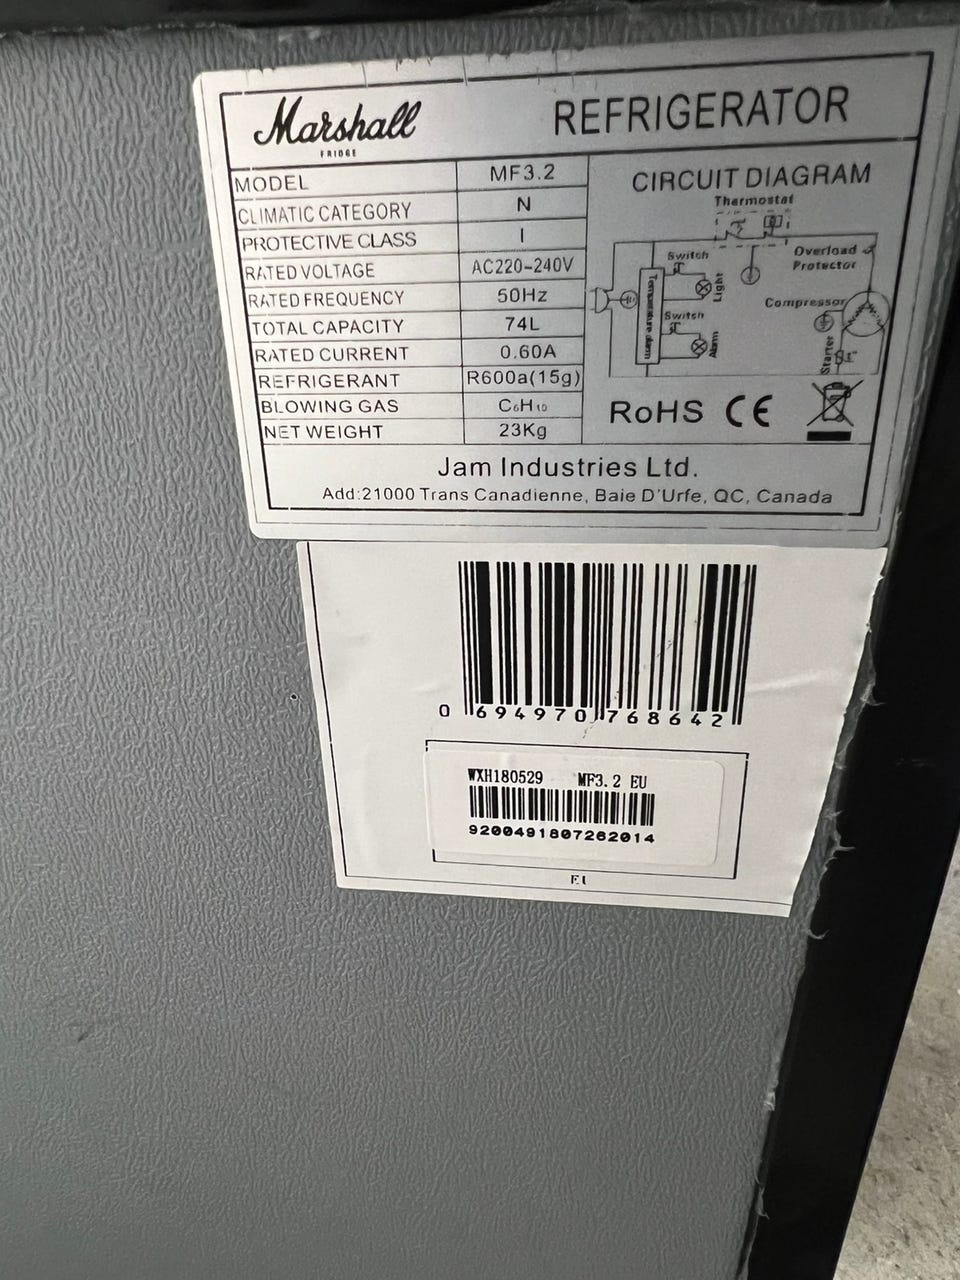 Marshall
FRIDGE
REFRIGERATOR
MODEL MF3.2
CLIMATIC CATEGORY N
PROTECTIVE CLASS I
RATED VOLTAGE AC220-240V
RATED FREQUENCY 50Hz
TOTAL CAPACITY 74L
RATED CURRENT 0.60A
REFRIGERANT R600a(15g)
BLOWING GAS C₆H₁₀
NET WEIGHT 23Kg
CIRCUIT DIAGRAM
Thermostat
Switch
Light
Overload
Protector
Temperature alarm
Compressor
Switch
Alarm
Starter
RoHS CE
Jam Industries Ltd.
Add:21000 Trans Canadienne, Baie D'Urfe, QC, Canada
0 694970 768642
WXH180529 MF3.2 EU
9200491807262014
EU